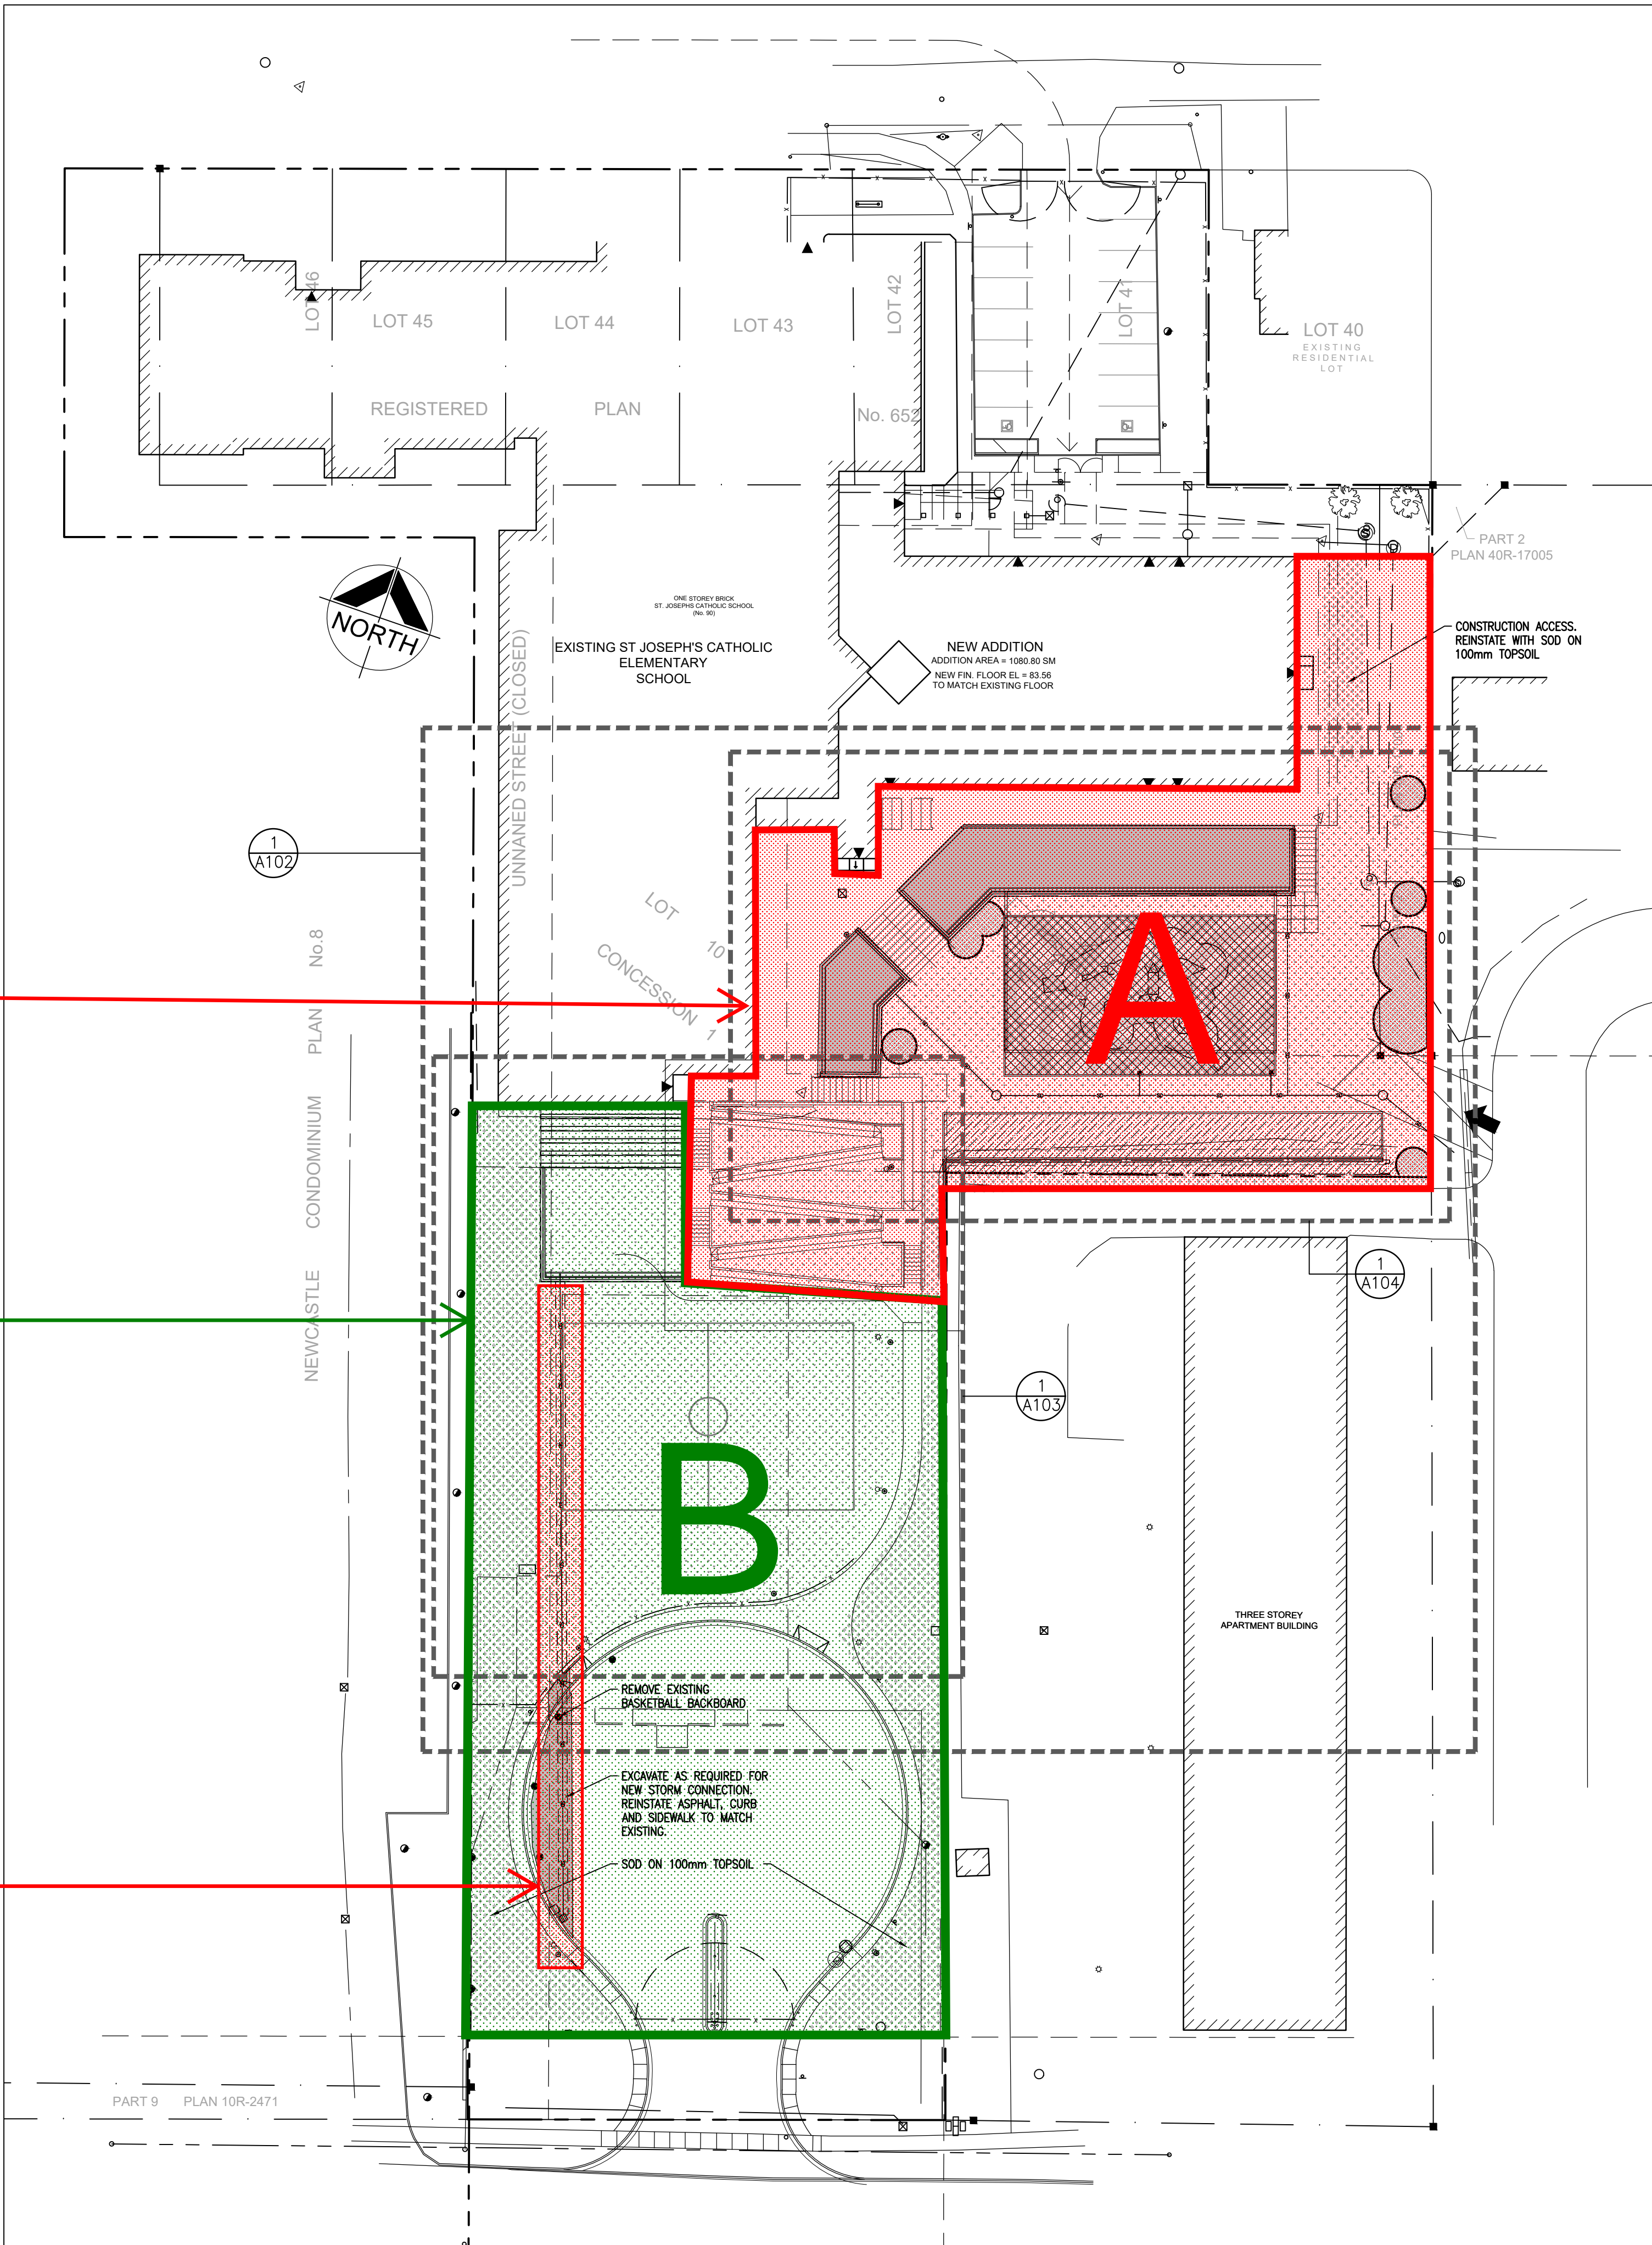 LOT 46
LOT 45
LOT 44
LOT 43
LOT 42
LOT 41
LOT 40
EXISTING
RESIDENTIAL
LOT
REGISTERED PLAN No. 652
PART 2
PLAN 40R-17005
NORTH
ONE STOREY BRICK
ST. JOSEPHS CATHOLIC SCHOOL
(No. 90)
EXISTING ST JOSEPH'S CATHOLIC
ELEMENTARY
SCHOOL
NEW ADDITION
ADDITION AREA = 1080.80 SM
NEW FIN. FLOOR EL = 83.56
TO MATCH EXISTING FLOOR
CONSTRUCTION ACCESS.
REINSTATE WITH SOD ON
100mm TOPSOIL
UNNANED STREET (CLOSED)
1
A102
LOT 10
CONCESSION 1
A
NEWCASTLE CONDOMINIUM PLAN No.8
1
A104
1
A103
B
THREE STOREY
APARTMENT BUILDING
REMOVE EXISTING
BASKETBALL BACKBOARD
EXCAVATE AS REQUIRED FOR
NEW STORM CONNECTION.
REINSTATE ASPHALT, CURB
AND SIDEWALK TO MATCH
EXISTING.
SOD ON 100mm TOPSOIL
PART 9 PLAN 10R-2471